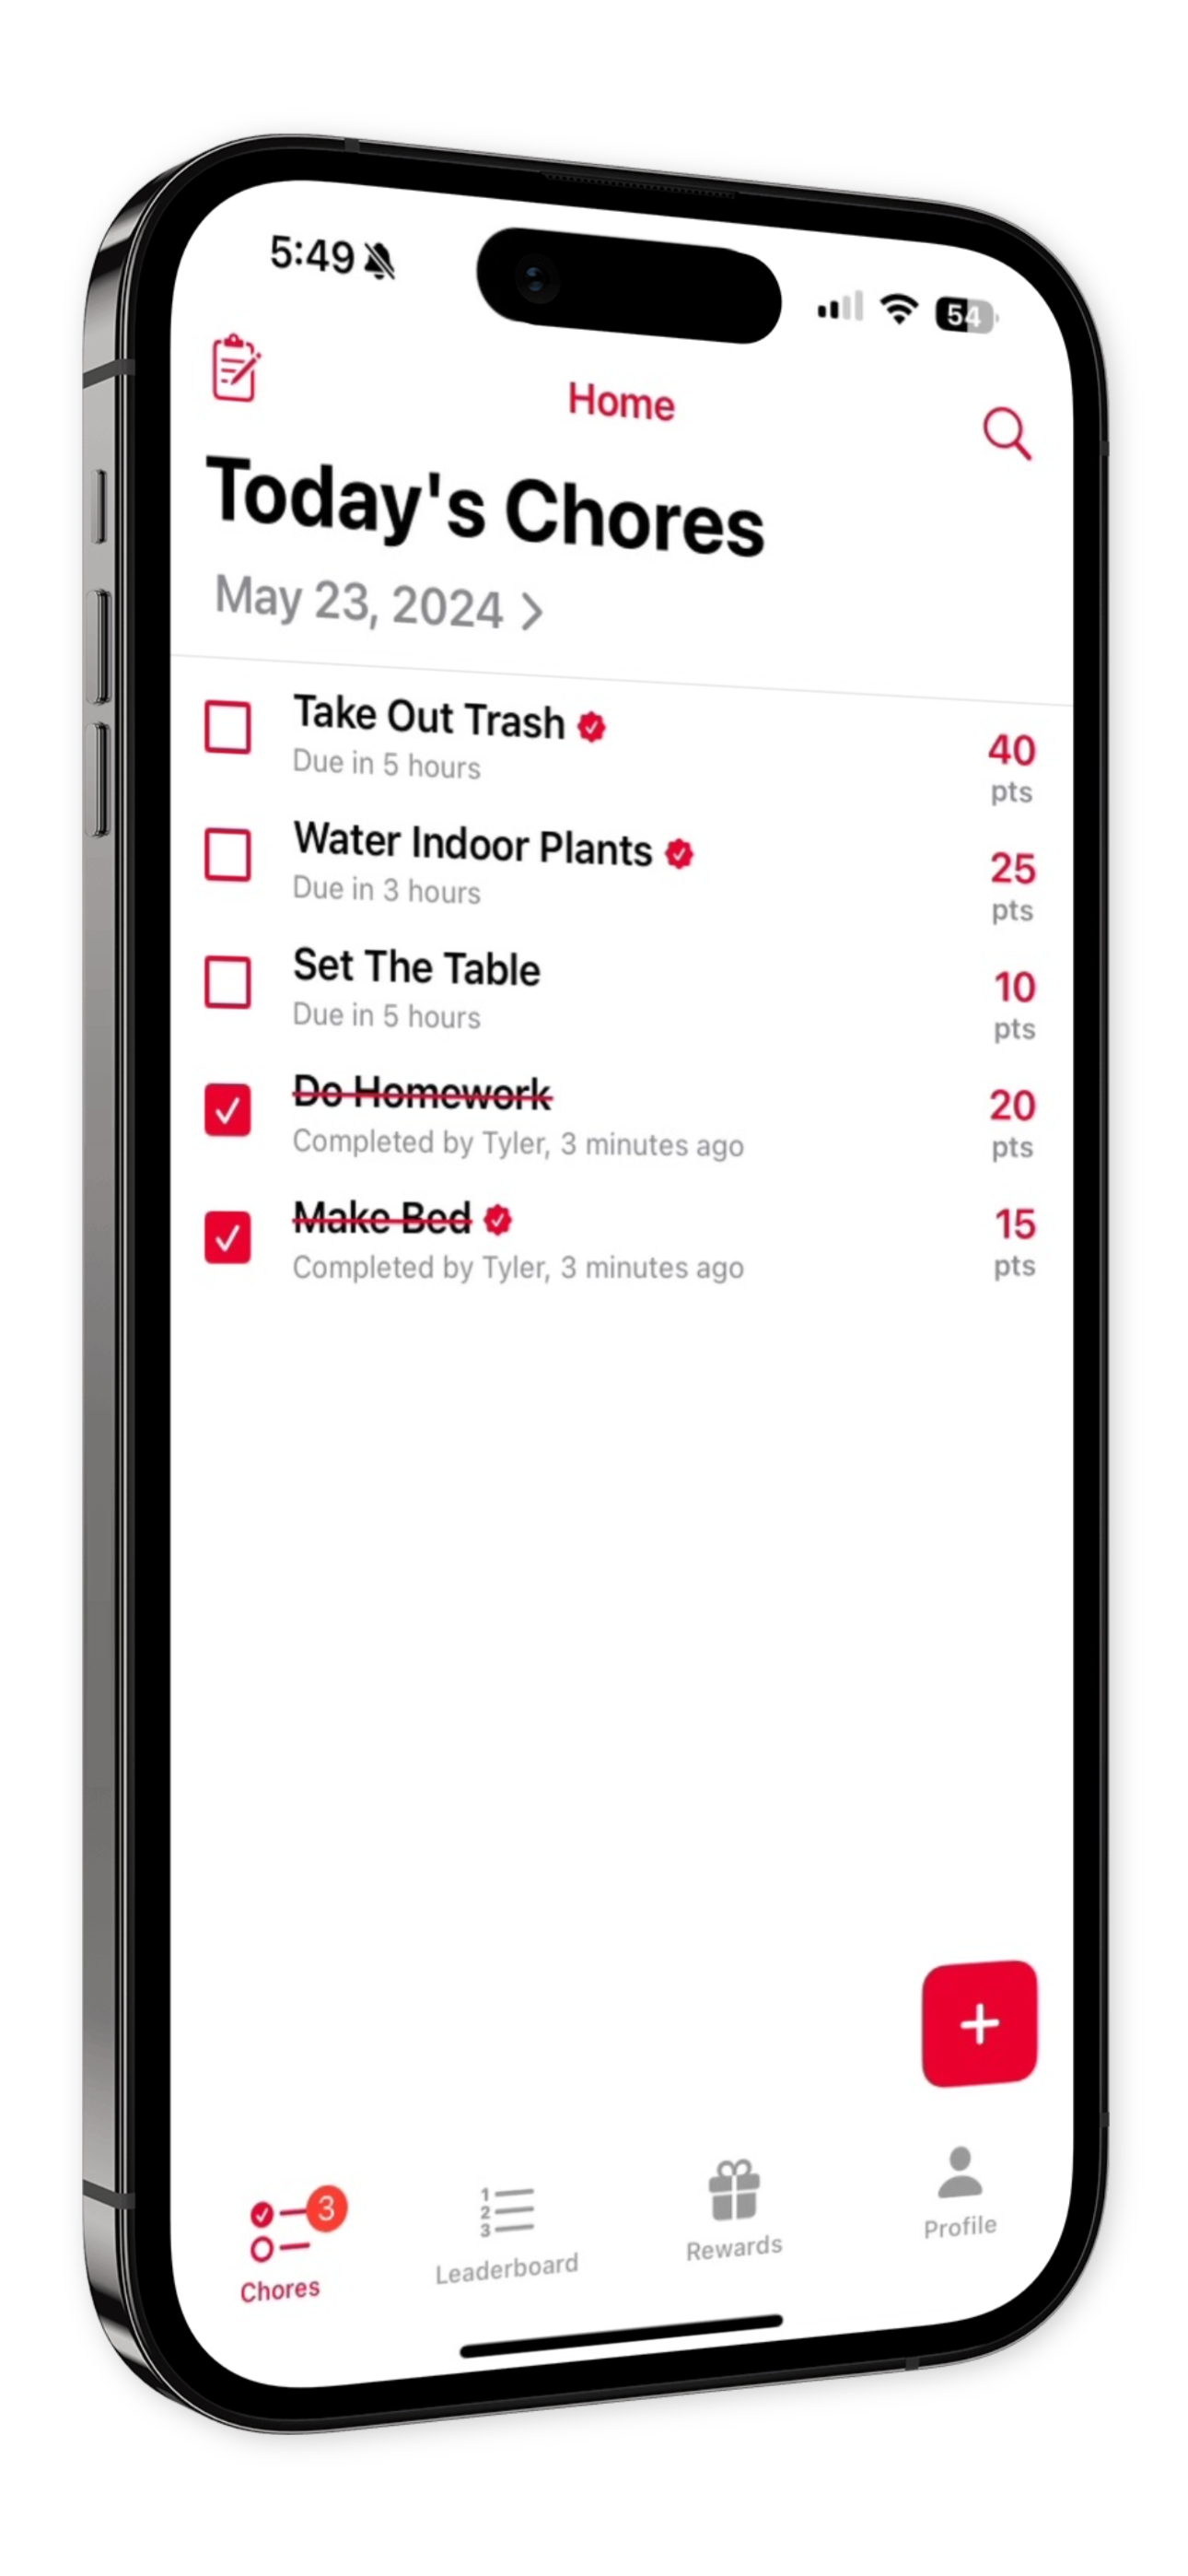 5:49
54
Home
Today's Chores
May 23, 2024
Take Out Trash
Due in 5 hours
40
pts
Water Indoor Plants
Due in 3 hours
25
pts
Set The Table
Due in 5 hours
10
pts
Do Homework
Completed by Tyler, 3 minutes ago
20
pts
Make Bed
Completed by Tyler, 3 minutes ago
15
pts
+
3
Chores
1
2
3
Leaderboard
Rewards
Profile